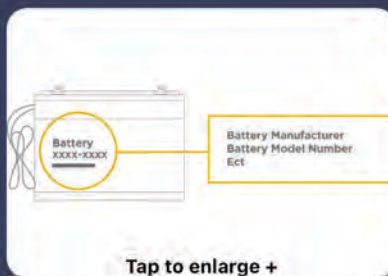 Battery
xxxx-xxxx
Battery Manufacturer
Battery Model Number
Ect
Tap to enlarge +